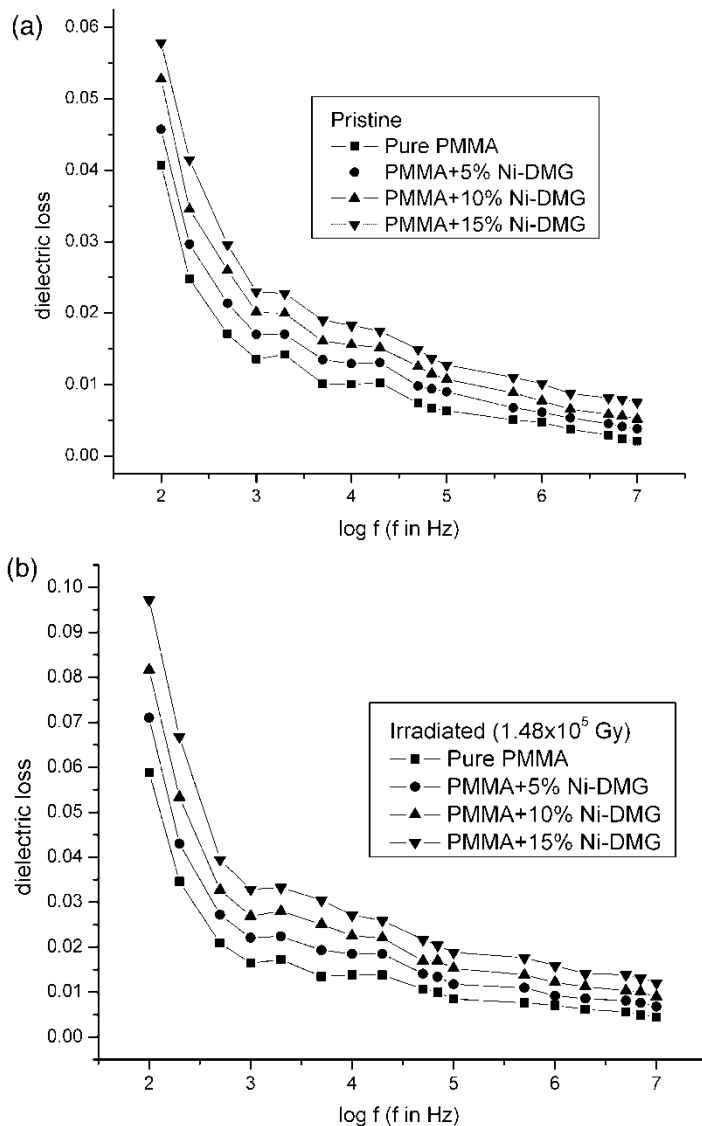 (a)
0.06
0.05
0.04
0.03
0.02
0.01
0.00
dielectric loss
Pristine
Pure PMMA
PMMA+5% Ni-DMG
PMMA+10% Ni-DMG
PMMA+15% Ni-DMG
2 3 4 5 6 7
log f (f in Hz)
(b)
0.10
0.09
0.08
0.07
0.06
0.05
0.04
0.03
0.02
0.01
0.00
dielectric loss
Irradiated (1.48x10⁵ Gy)
Pure PMMA
PMMA+5% Ni-DMG
PMMA+10% Ni-DMG
PMMA+15% Ni-DMG
2 3 4 5 6 7
log f (f in Hz)